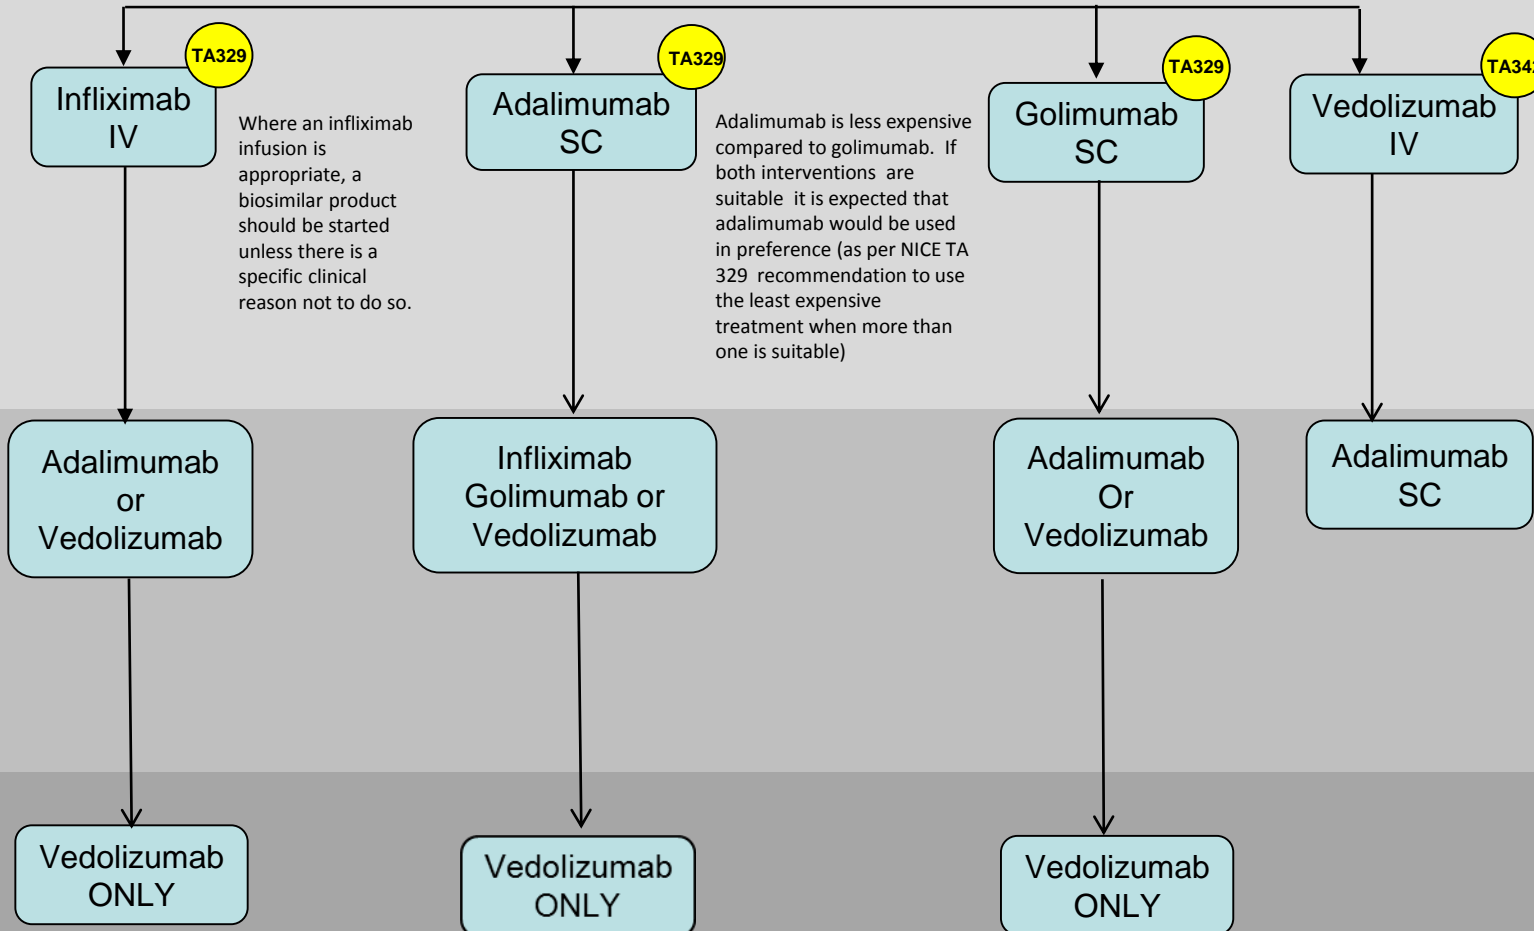 TA329
Infliximab
IV
Where an infliximab
infusion is
appropriate, a
biosimilar product
should be started
unless there is a
specific clinical
reason not to do so.
TA329
Adalimumab
SC
Adalimumab is less expensive
compared to golimumab.  If
both interventions  are
suitable  it is expected that
adalimumab would be used
in preference (as per NICE TA
329  recommendation to use
the least expensive
treatment when more than
one is suitable)
TA329
Golimumab
SC
Vedolizumab
IV
Adalimumab
or
Vedolizumab
Infliximab
Golimumab or
Vedolizumab
Adalimumab
Or
Vedolizumab
Adalimumab
SC
Vedolizumab
ONLY
Vedolizumab
ONLY
Vedolizumab
ONLY